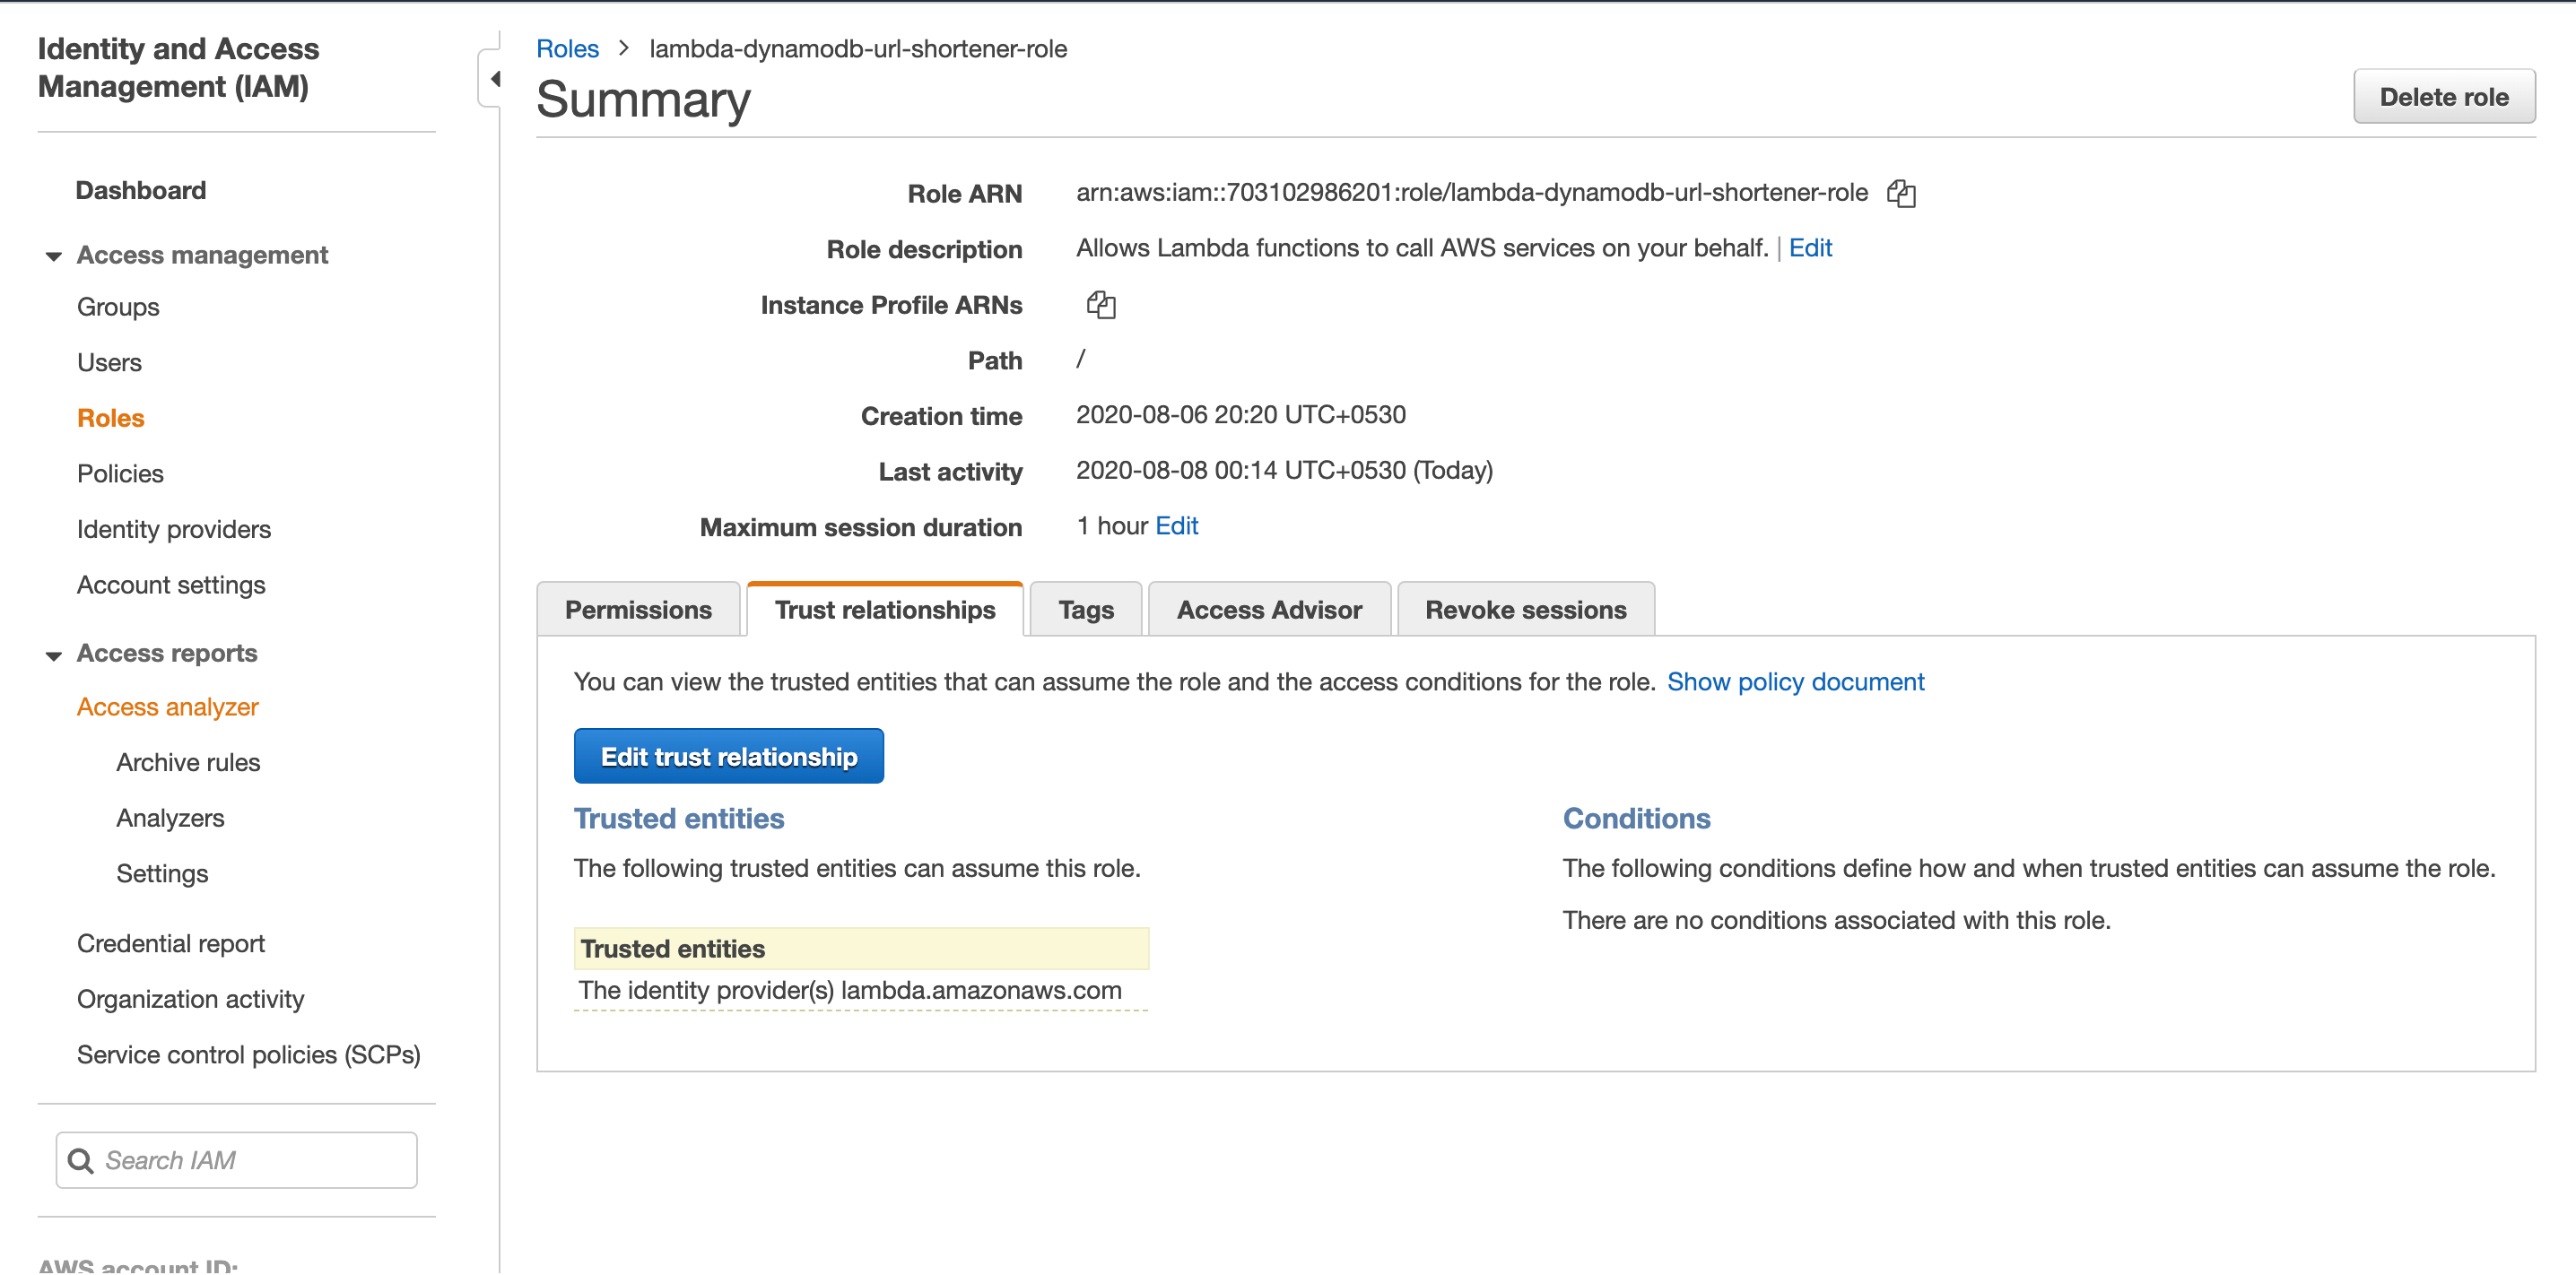 Identity and Access
Management (IAM)
Dashboard
Access management
Groups
Users
Roles
Policies
Identity providers
Account settings
Access reports
Access analyzer
Archive rules
Analyzers
Settings
Credential report
Organization activity
Service control policies (SCPs)
Search IAM
AWS account ID:
Roles > lambda-dynamodb-url-shortener-role
Summary
Delete role
Role ARN arn:aws:iam::703102986201:role/lambda-dynamodb-url-shortener-role
Role description Allows Lambda functions to call AWS services on your behalf. | Edit
Instance Profile ARNs
Path /
Creation time 2020-08-06 20:20 UTC+0530
Last activity 2020-08-08 00:14 UTC+0530 (Today)
Maximum session duration 1 hour Edit
Permissions Trust relationships Tags Access Advisor Revoke sessions
You can view the trusted entities that can assume the role and the access conditions for the role. Show policy document
Edit trust relationship
Trusted entities
The following trusted entities can assume this role.
Trusted entities
The identity provider(s) lambda.amazonaws.com
Conditions
The following conditions define how and when trusted entities can assume the role.
There are no conditions associated with this role.